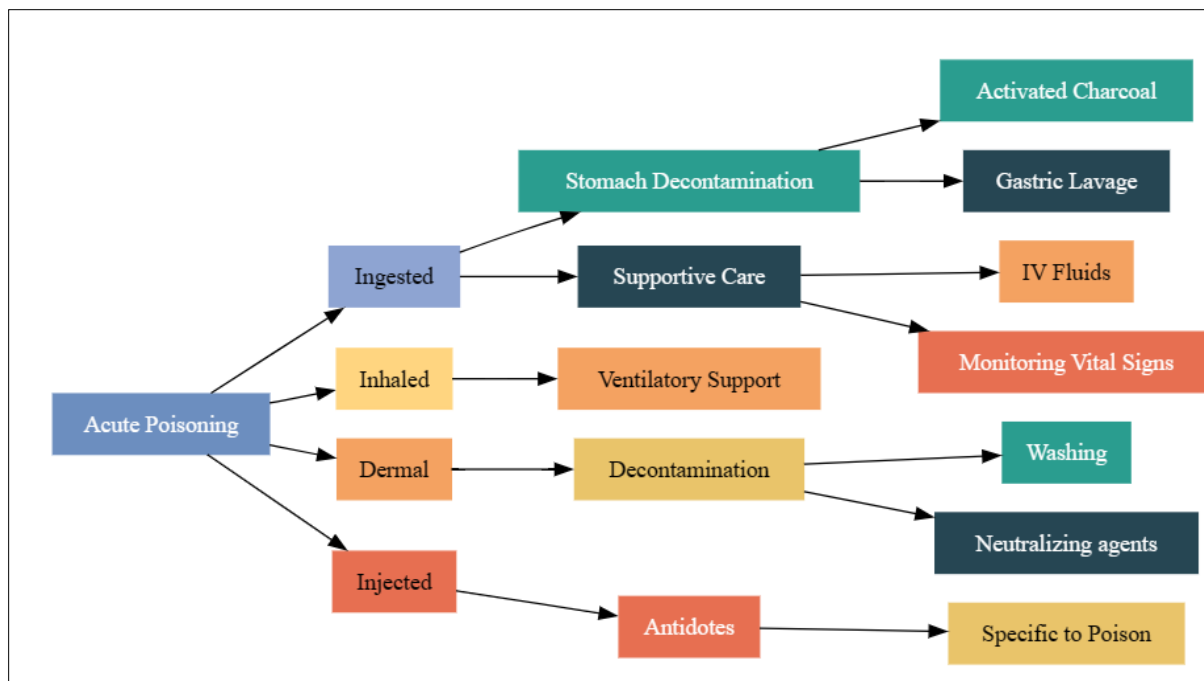 Activated Charcoal
Stomach Decontamination
Gastric Lavage
Ingested
Supportive Care
IV Fluids
Monitoring Vital Signs
Inhaled
Ventilatory Support
Acute Poisoning
Washing
Dermal
Decontamination
Neutralizing agents
Injected
Antidotes
Specific to Poison